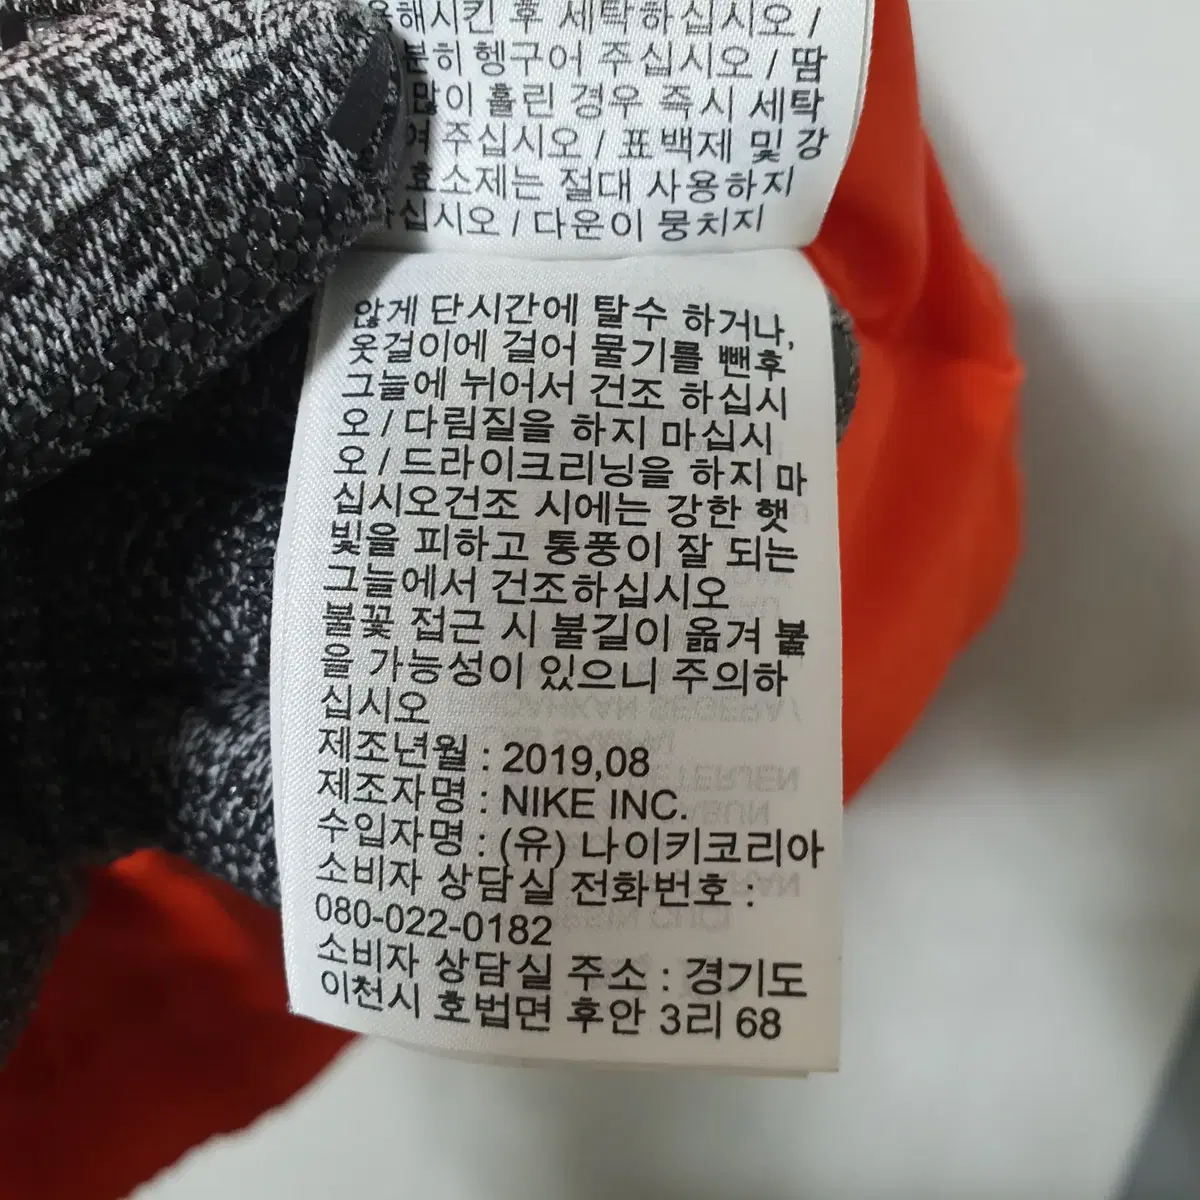 해시킨 후 세탁하십시오 /
분히 헹구어 주십시오 / 땀
많이 흘린 경우 즉시 세탁
여 주십시오 / 표백제 및 강
효소제는 절대 사용하지
십시오 / 다운이 뭉치지
않게 단시간에 탈수 하거나,
옷걸이에 걸어 물기를 뺀후
그늘에 뉘어서 건조 하십시
오 / 다림질을 하지 마십시
오 / 드라이크리닝을 하지 마
십시오건조 시에는 강한 햇
빛을 피하고 통풍이 잘 되는
그늘에서 건조하십시오
불꽃 접근 시 불길이 옮겨 붙
을 가능성이 있으니 주의하
십시오
제조년월 : 2019,08
제조자명 : NIKE INC.
수입자명 : (유) 나이키코리아
소비자 상담실 전화번호 :
080-022-0182
소비자 상담실 주소 : 경기도
이천시 호법면 후안 3리 68